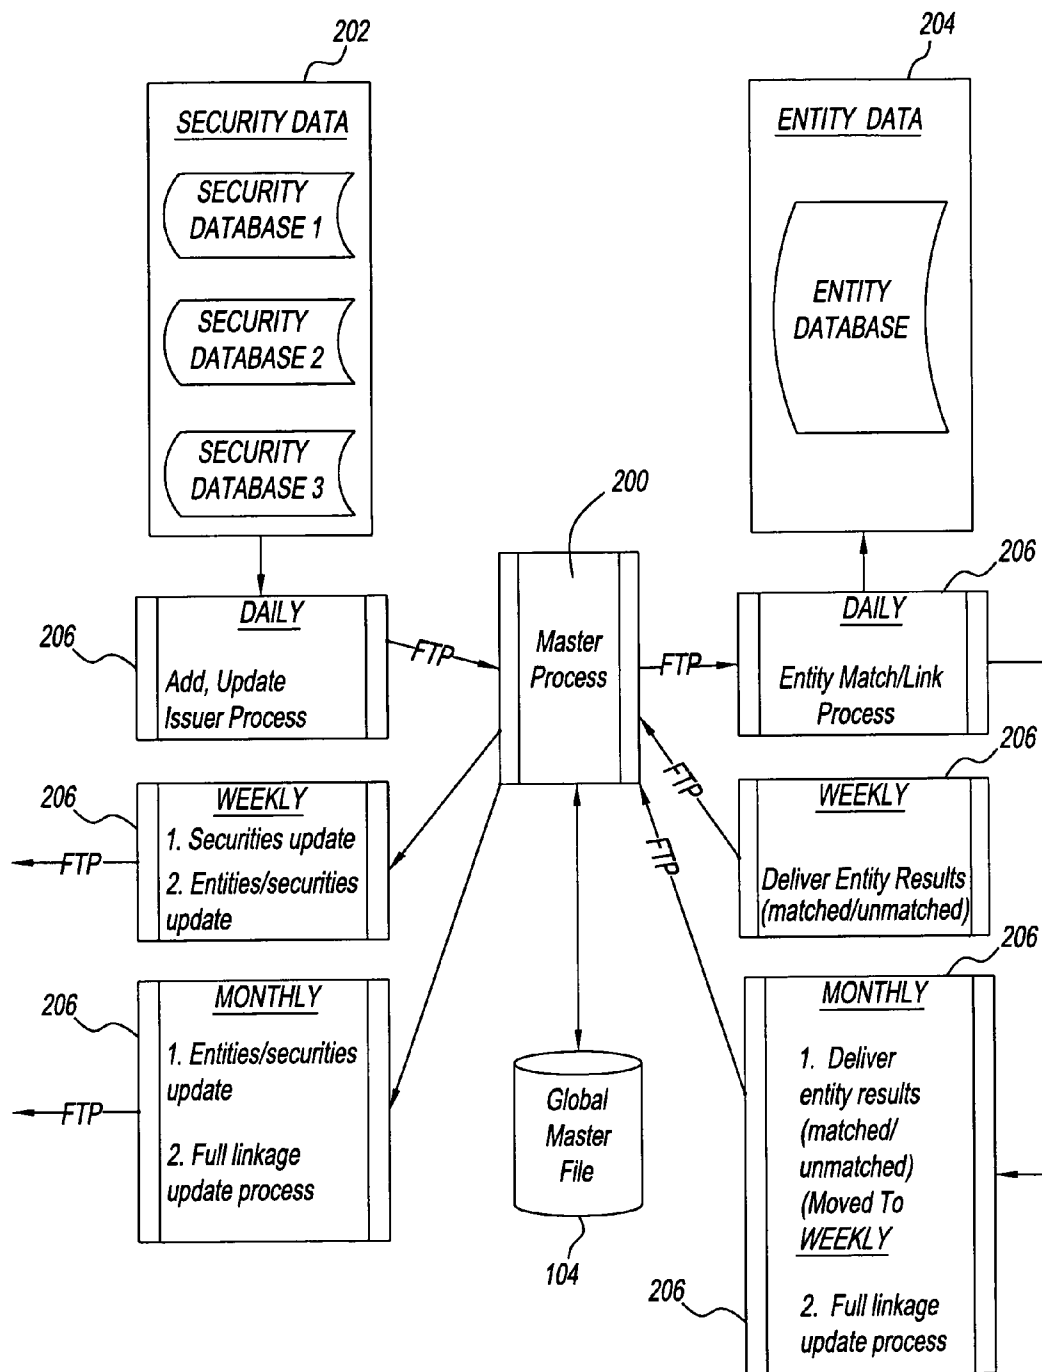 202
SECURITY DATA
SECURITY
DATABASE 1
SECURITY
DATABASE 2
SECURITY
DATABASE 3
204
ENTITY DATA
ENTITY
DATABASE
200
Master
Process
206
DAILY
Add, Update
Issuer Process
FTP
FTP
206
DAILY
Entity Match/Link
Process
206
WEEKLY
1. Securities update
2. Entities/securities
update
FTP
FTP
FTP
206
WEEKLY
Deliver Entity Results
(matched/unmatched)
206
MONTHLY
1. Entities/securities
update
2. Full linkage
update process
FTP
Global
Master
File
104
206
MONTHLY
1. Deliver
entity results
(matched/
unmatched)
(Moved To
WEEKLY
2. Full linkage
update process
206